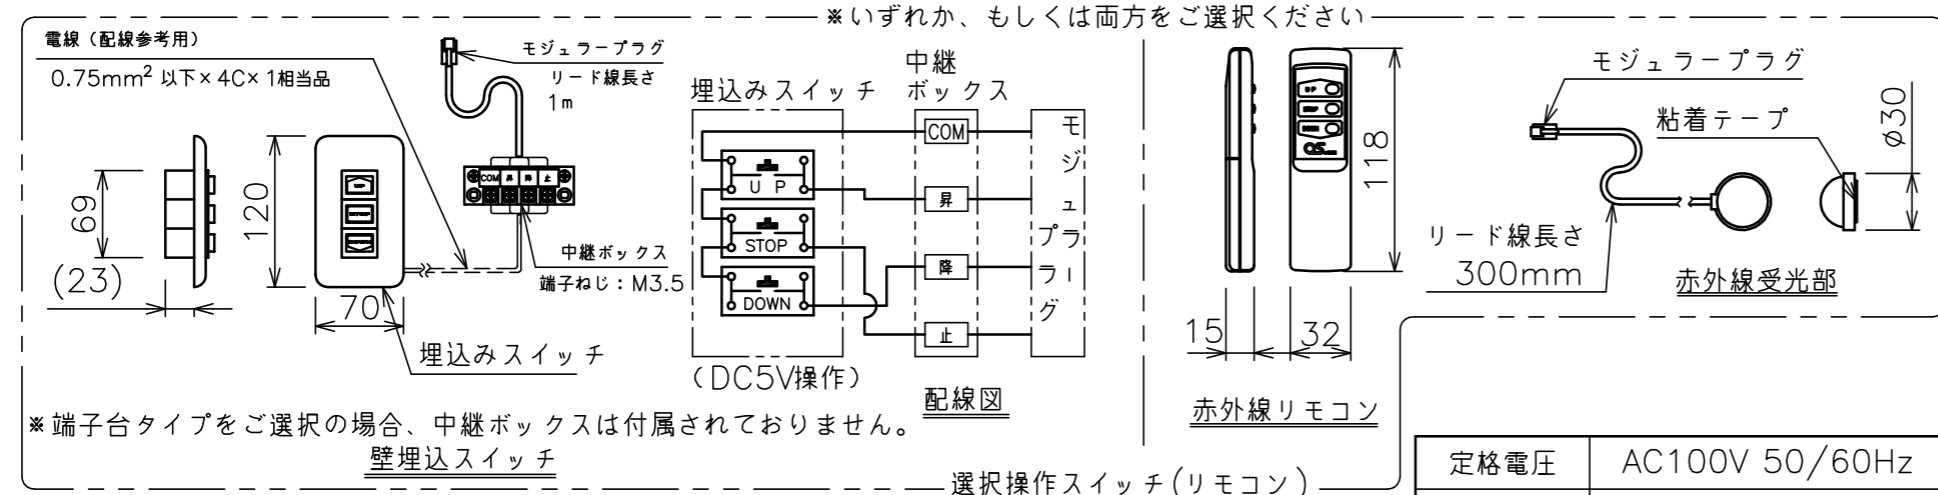 ※いずれか、もしくは両方をご選択ください
電線（配線参考用）
0.75mm² 以下×4C×1相当品
モジュラープラグ
リード線長さ
1m
69
(23)
120
70
UP
COM 昇 降 止
中継ボックス
端子ねじ：M3.5
埋込みスイッチ
埋込みスイッチ
中継
ボックス
UP
STOP
DOWN
COM
昇
降
止
モジュラープラグ
(DC5V操作)
配線図
※端子台タイプをご選択の場合、中継ボックスは付属されておりません。
壁埋込スイッチ
UP
STOP
DOWN
OS
118
15
32
赤外線リモコン
モジュラープラグ
粘着テープ
ø30
リード線長さ
300mm
赤外線受光部
選択操作スイッチ(リモコン)
定格電圧 AC100V 50/60Hz